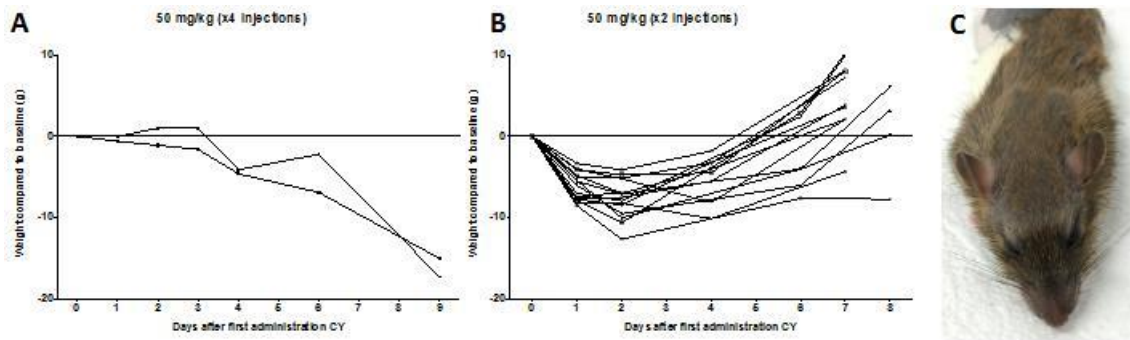 A
50 mg/kg (x4 injections)
10
0
-10
-20
Weight compared to baseline (g)
0 1 2 3 4 5 6 7 8 9
Days after first administration CY
B
50 mg/kg (x2 injections)
10
0
-10
-20
Weight compared to baseline (g)
0 1 2 3 4 5 6 7 8
Days after first administration CY
C